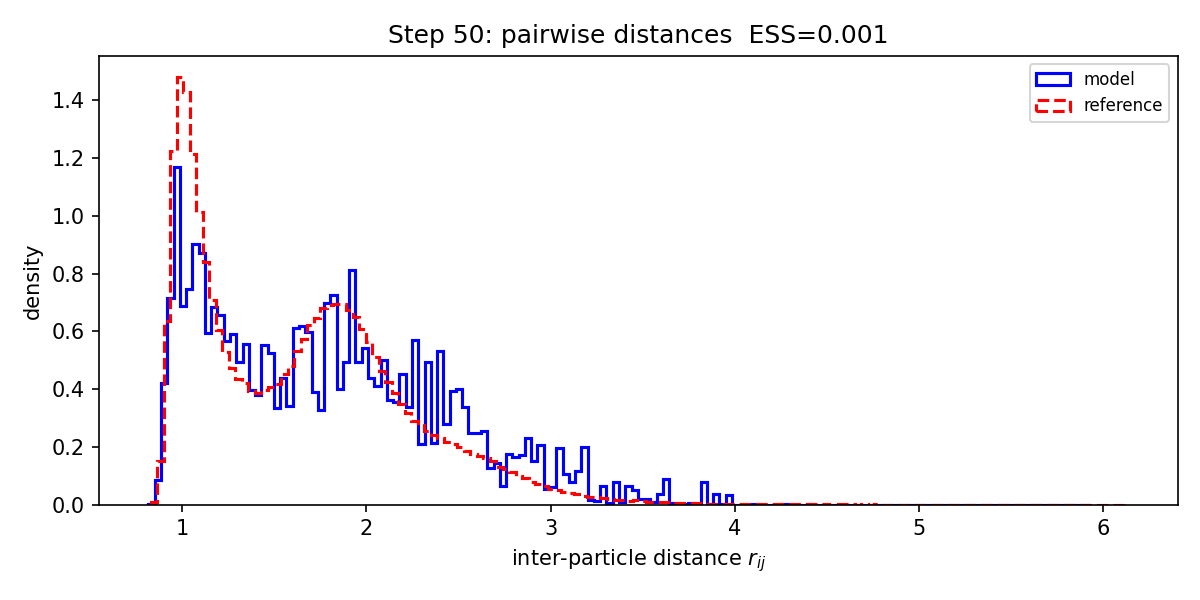 Step 50: pairwise distances  ESS=0.001
model
reference
density
1.4
1.2
1.0
0.8
0.6
0.4
0.2
0.0
1 2 3 4 5 6
inter-particle distance r_ij